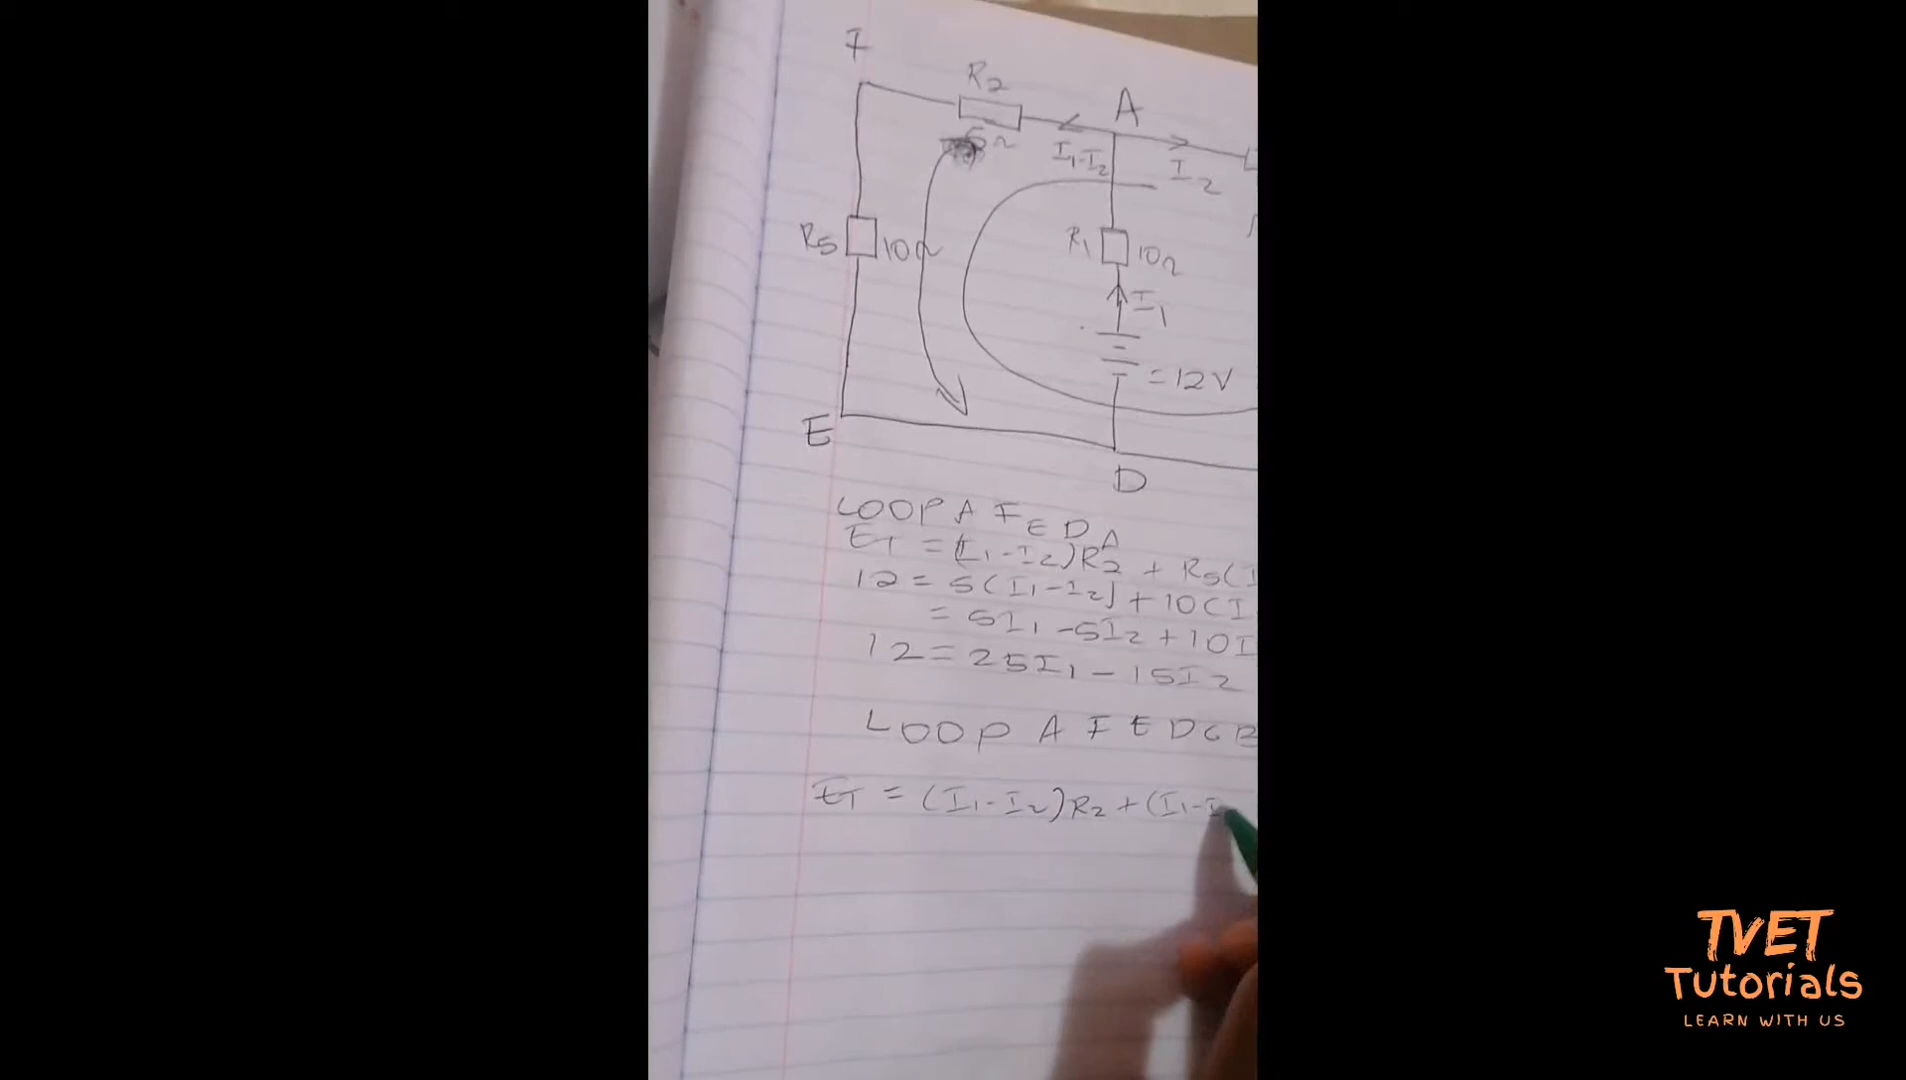 F
R2
A
5Ω
I1-I2
I2
R5 10Ω
R1 10Ω
I1
= 12V
E
D
LOOP A F E D A
ET = (I1-I2)R2 + R5(I
12 = 5(I1-I2) + 10(I
= 5I1 - 5I2 + 10I
12 = 25I1 - 15I2
LOOP A F E D C B
ET = (I1-I2)R2 + (I1-I
TVET
Tutorials
LEARN WITH US